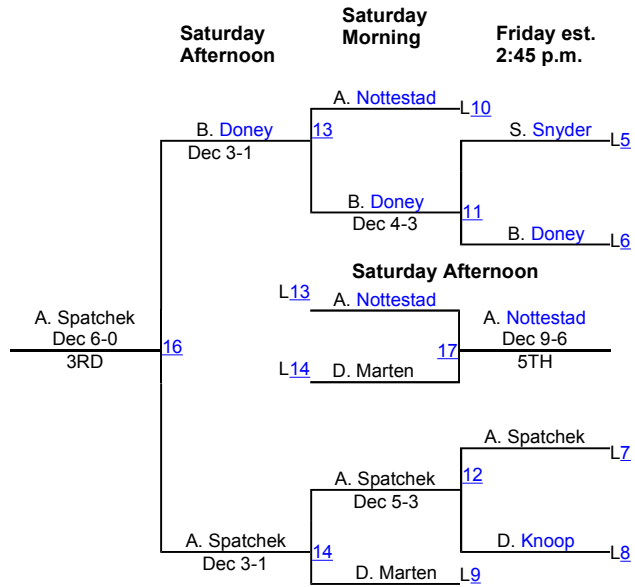 Saturday
Afternoon
Saturday
Morning
Friday est.
2:45 p.m.
A. Nottestad
L10
B. Doney
13
S. Snyder
L5
Dec 3-1
B. Doney
11
Dec 4-3
B. Doney
L6
Saturday Afternoon
L13
A. Nottestad
A. Spatchek
A. Nottestad
Dec 6-0
16
17
Dec 9-6
3RD
5TH
L14
D. Marten
A. Spatchek
L7
A. Spatchek
12
Dec 5-3
A. Spatchek
14
D. Knoop
L8
Dec 3-1
D. Marten
L9